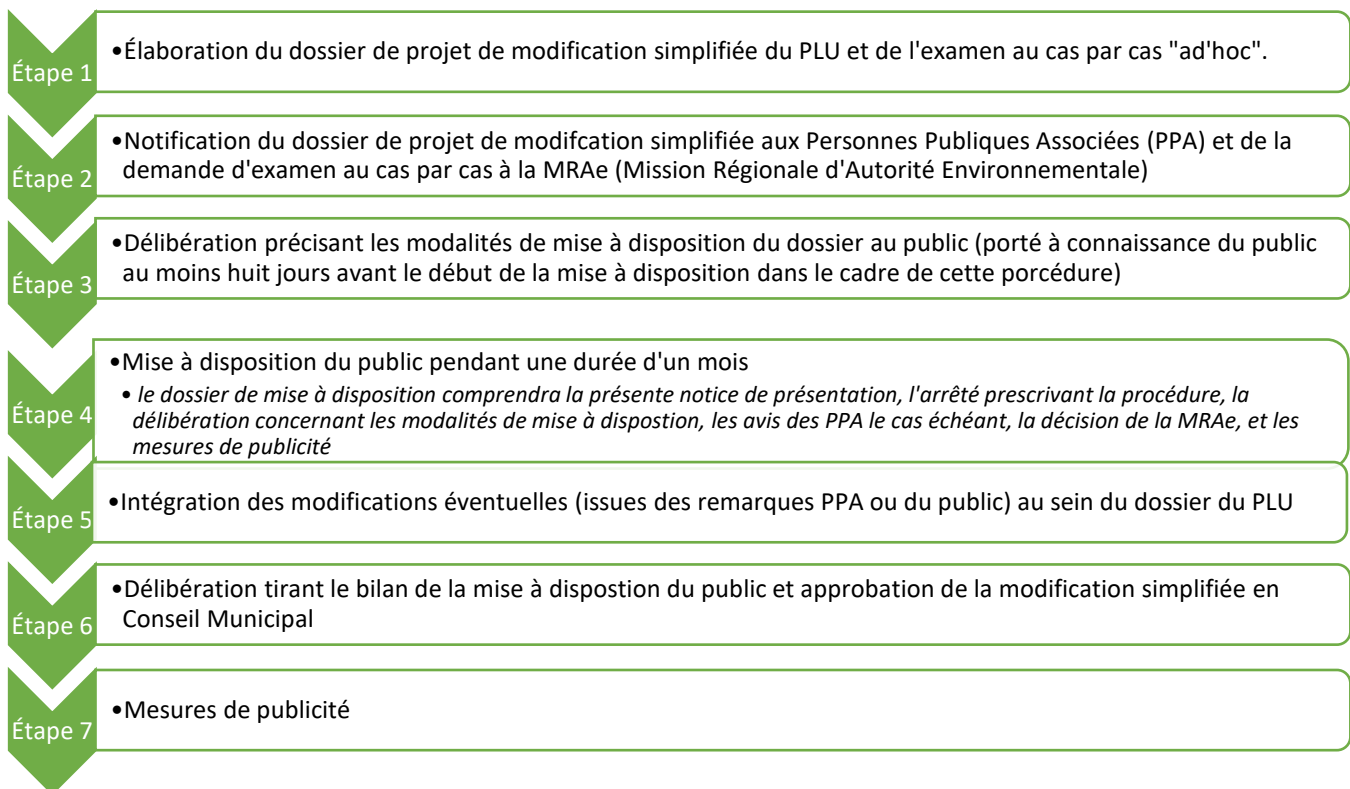 Étape 1
•Élaboration du dossier de projet de modification simplifiée du PLU et de l'examen au cas par cas "ad'hoc".
Étape 2
•Notification du dossier de projet de modifcation simplifiée aux Personnes Publiques Associées (PPA) et de la
demande d'examen au cas par cas à la MRAe (Mission Régionale d'Autorité Environnementale)
Étape 3
•Délibération précisant les modalités de mise à disposition du dossier au public (porté à connaissance du public
au moins huit jours avant le début de la mise à disposition dans le cadre de cette porcédure)
Étape 4
•Mise à disposition du public pendant une durée d'un mois
• le dossier de mise à disposition comprendra la présente notice de présentation, l'arrêté prescrivant la procédure, la
délibération concernant les modalités de mise à dispostion, les avis des PPA le cas échéant, la décision de la MRAe, et les
mesures de publicité
Étape 5
•Intégration des modifications éventuelles (issues des remarques PPA ou du public) au sein du dossier du PLU
Étape 6
•Délibération tirant le bilan de la mise à dispostion du public et approbation de la modification simplifiée en
Conseil Municipal
Étape 7
•Mesures de publicité